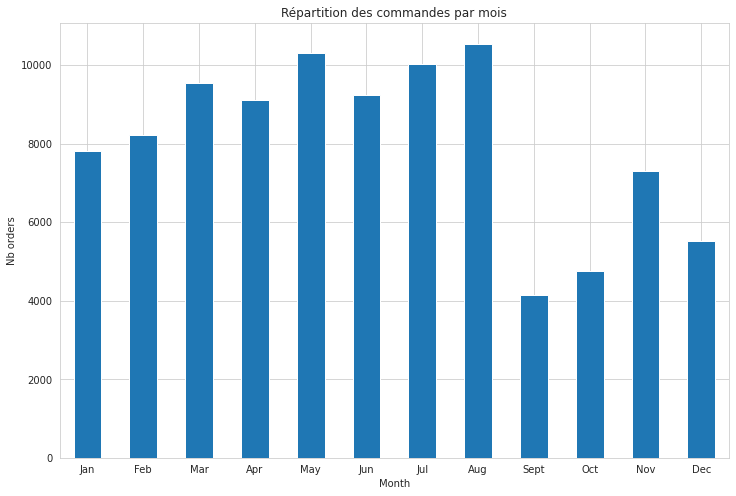 Répartition des commandes par mois
10000
8000
6000
4000
2000
0
Nb orders
Jan Feb Mar Apr May Jun Jul Aug Sept Oct Nov Dec
Month